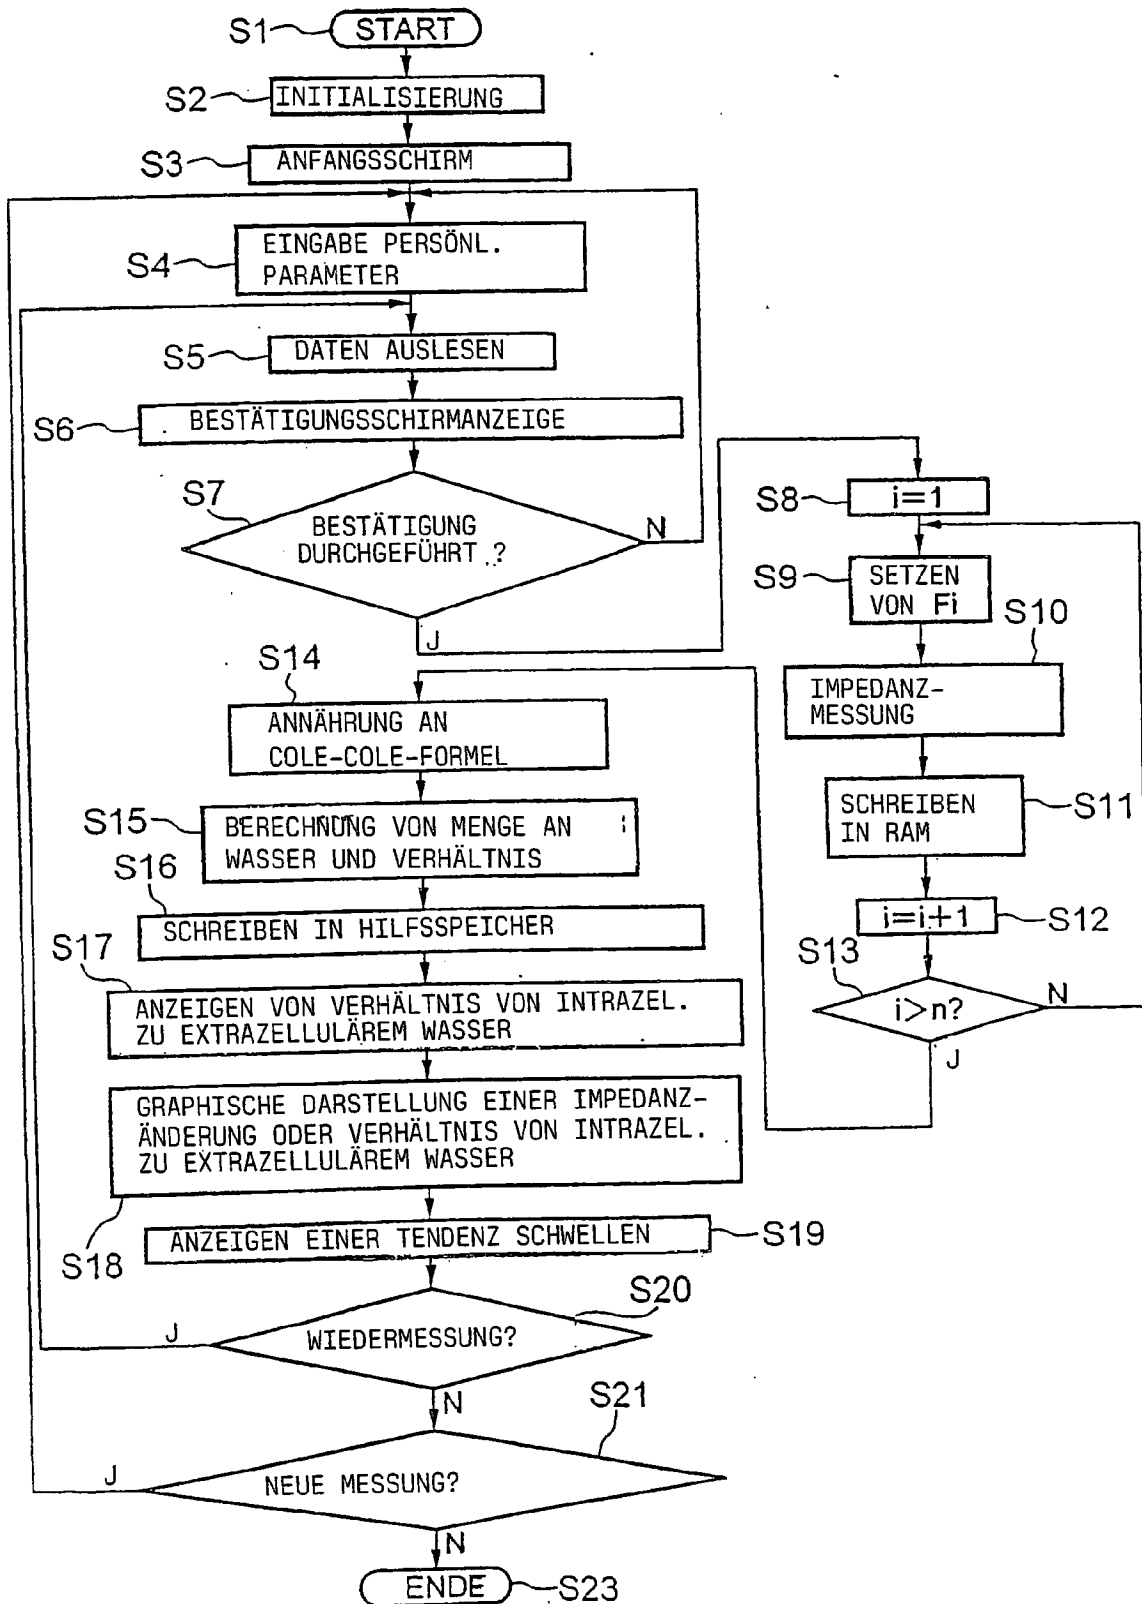 S1
START
S2
INITIALISIERUNG
S3
ANFANGSSCHIRM
S4
EINGABE PERSÖNL.
PARAMETER
S5
DATEN AUSLESEN
S6
BESTÄTIGUNGSSCHIRMANZEIGE
S7
BESTÄTIGUNG
DURCHGEFÜHRT ?
N
J
S8
i=1
S9
SETZEN
VON Fi
S10
IMPEDANZ-
MESSUNG
S11
SCHREIBEN
IN RAM
S12
i=i+1
S13
i>n?
N
J
S14
ANNÄHRUNG AN
COLE-COLE-FORMEL
S15
BERECHNUNG VON MENGE AN
WASSER UND VERHÄLTNIS
S16
SCHREIBEN IN HILFSSPEICHER
S17
ANZEIGEN VON VERHÄLTNIS VON INTRAZEL.
ZU EXTRAZELLULÄREM WASSER
S18
GRAPHISCHE DARSTELLUNG EINER IMPEDANZ-
ÄNDERUNG ODER VERHÄLTNIS VON INTRAZEL.
ZU EXTRAZELLULÄREM WASSER
S19
ANZEIGEN EINER TENDENZ SCHWELLEN
S20
WIEDERMESSUNG?
J
N
S21
NEUE MESSUNG?
J
N
ENDE
S23